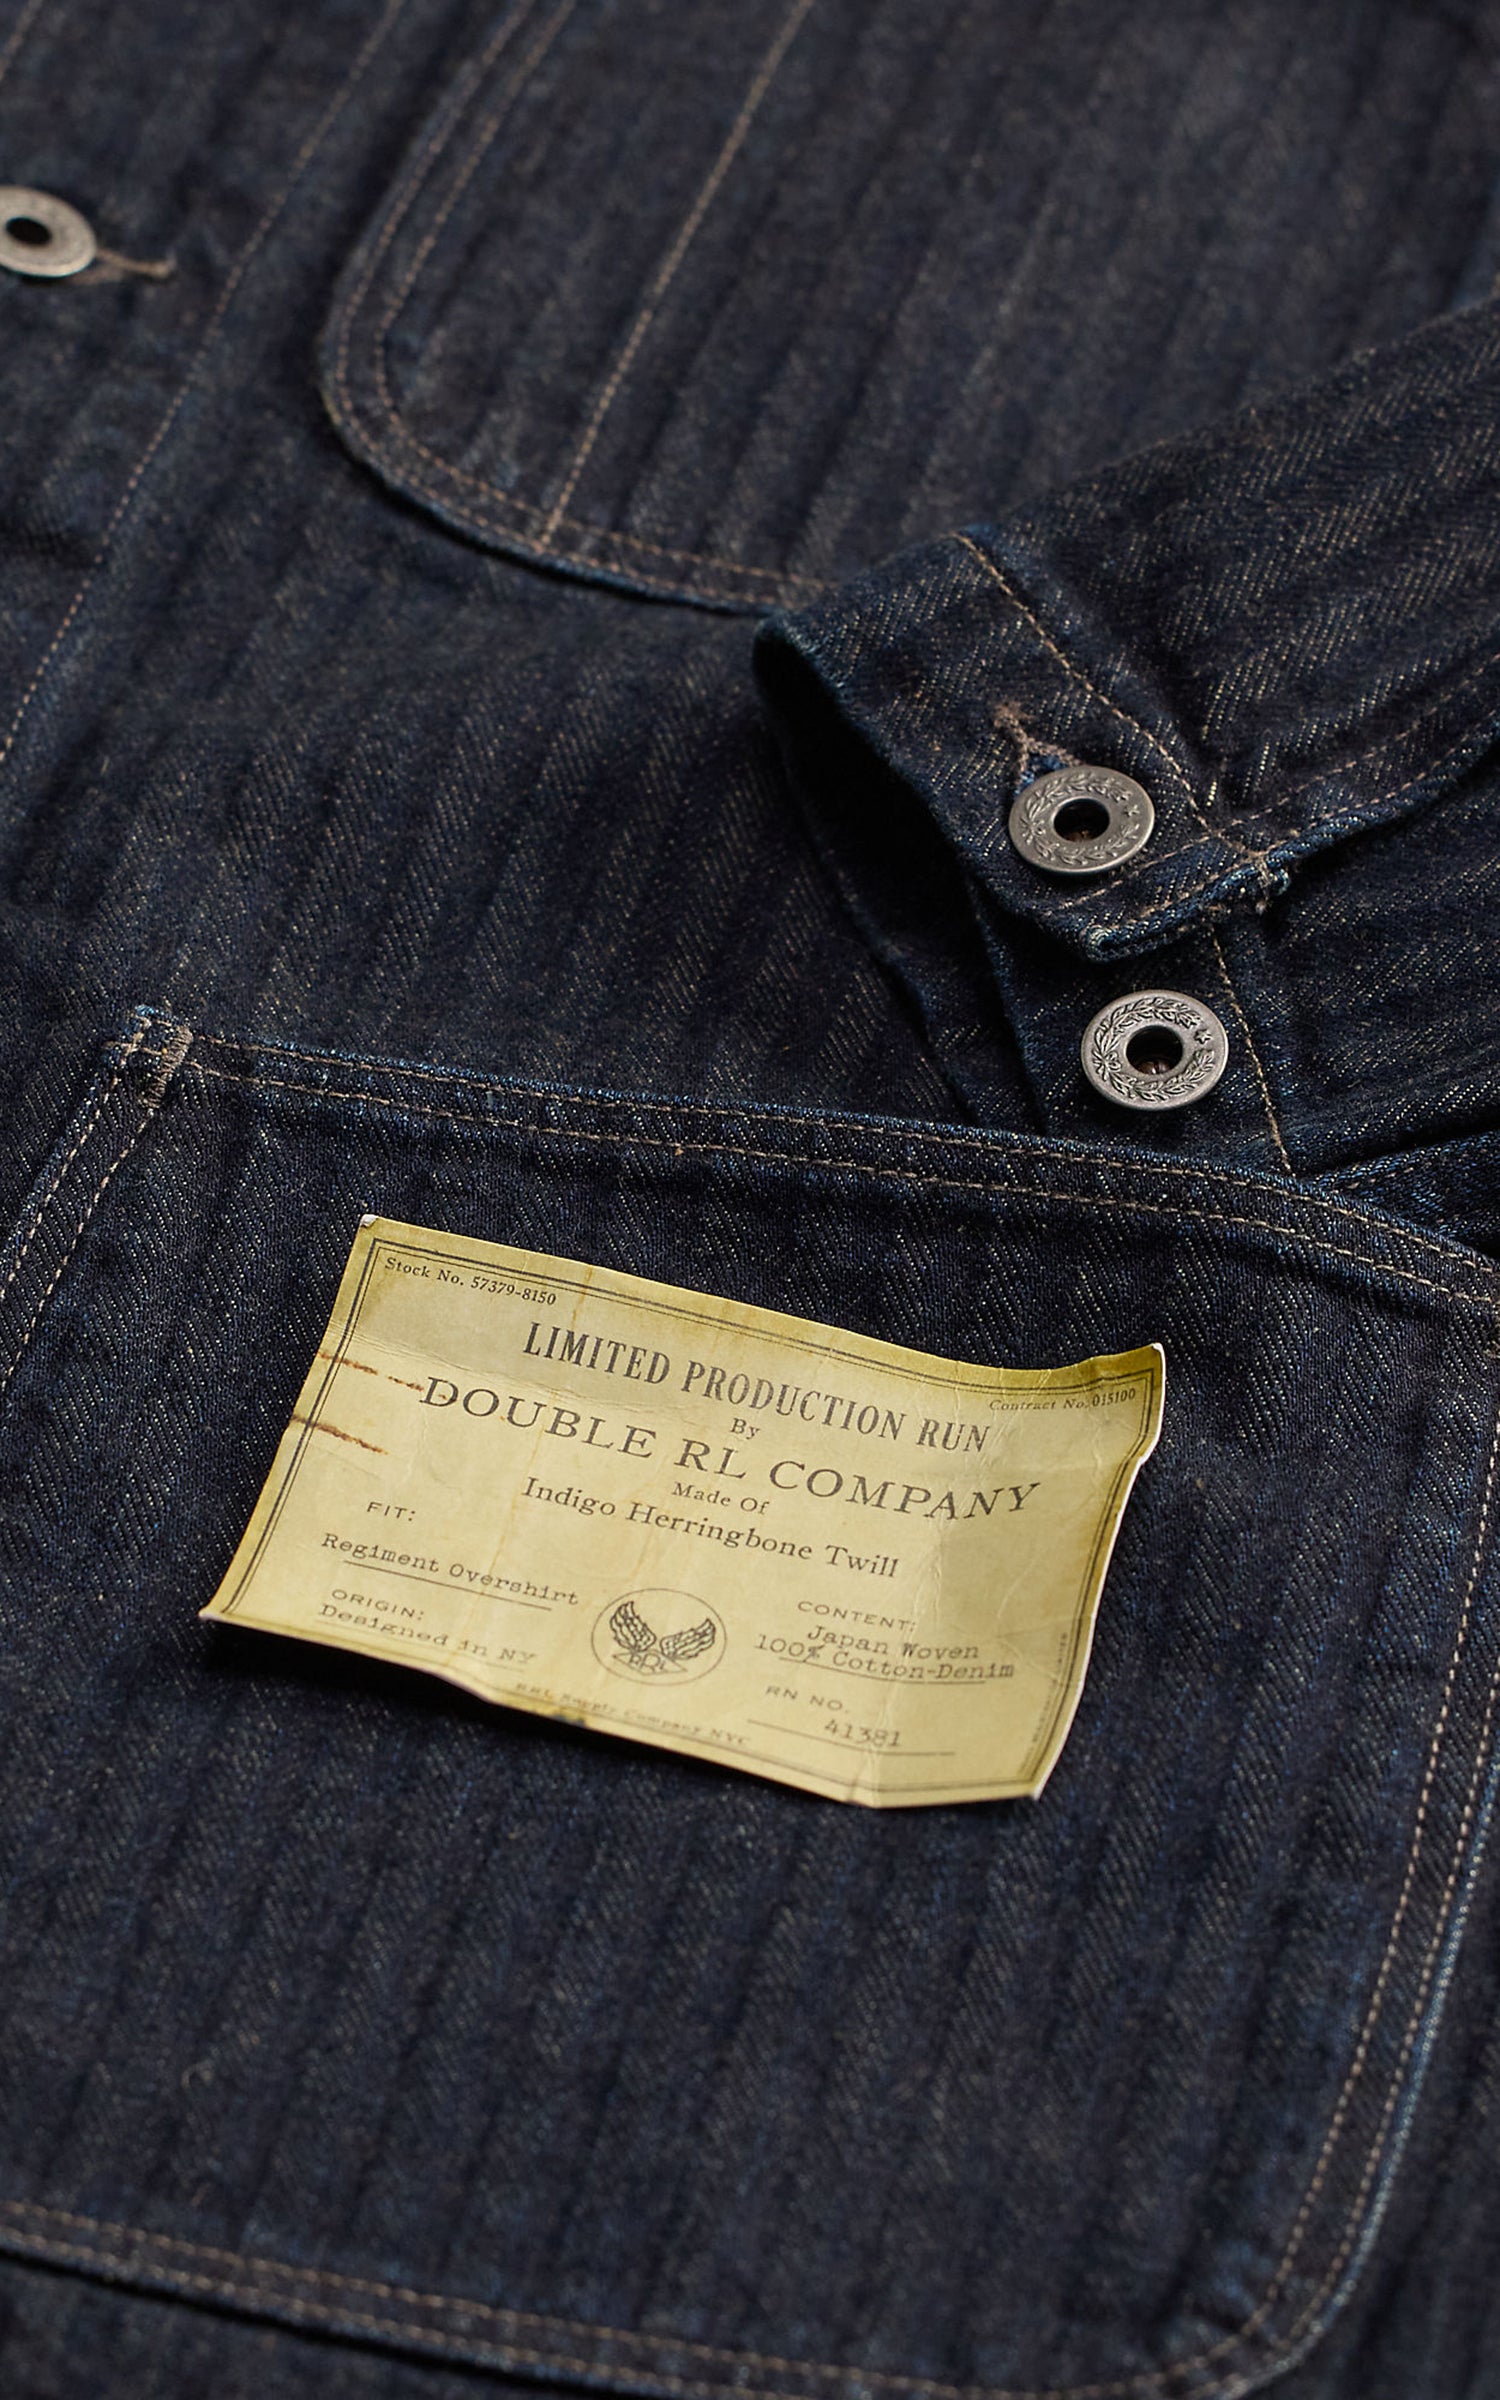 Stock No. 57379-8150
Contract No. 015100
LIMITED PRODUCTION RUN
By
DOUBLE RL COMPANY
Made Of
Indigo Herringbone Twill
FIT:
Regiment Overshirt
ORIGIN:
Designed in NY
RRL
CONTENT:
Japan Woven
100% Cotton-Denim
RN NO.
41381
RRL Supply Company NYC